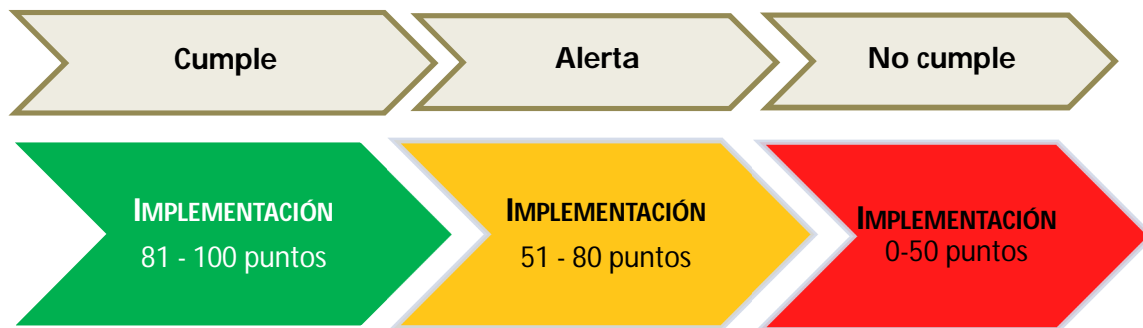 Cumple
Alerta
No cumple
IMPLEMENTACIÓN
81 - 100 puntos
IMPLEMENTACIÓN
51 - 80 puntos
IMPLEMENTACIÓN
0-50 puntos